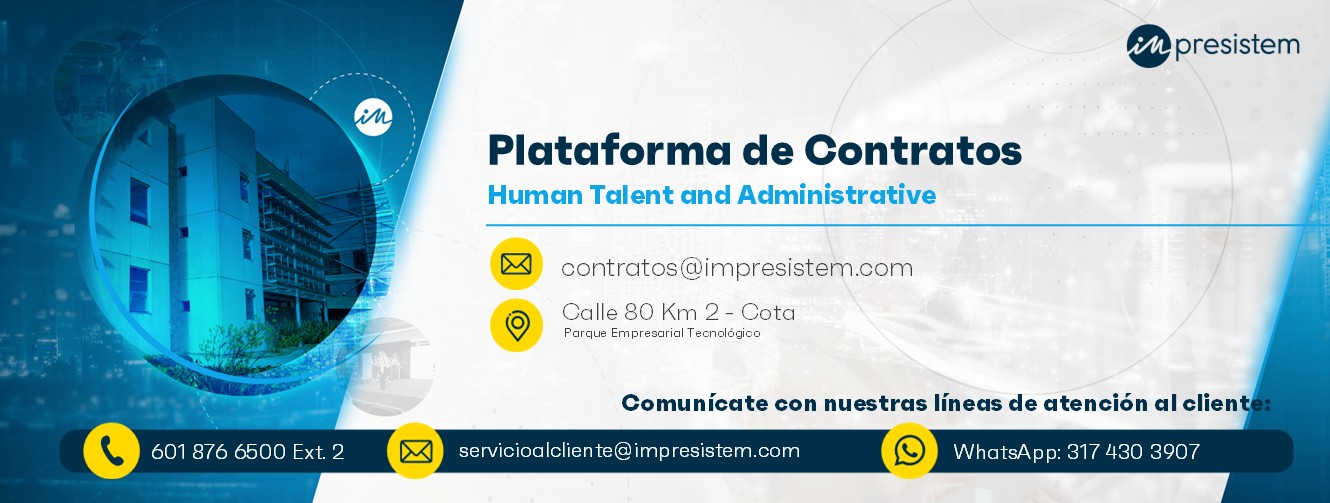 im
impresistem
Plataforma de Contratos
Human Talent and Administrative
contratos@impresistem.com
Calle 80 Km 2 - Cota
Parque Empresarial Tecnológico
Comunícate con nuestras líneas de atención al cliente:
601 876 6500 Ext. 2
servicioalcliente@impresistem.com
WhatsApp: 317 430 3907